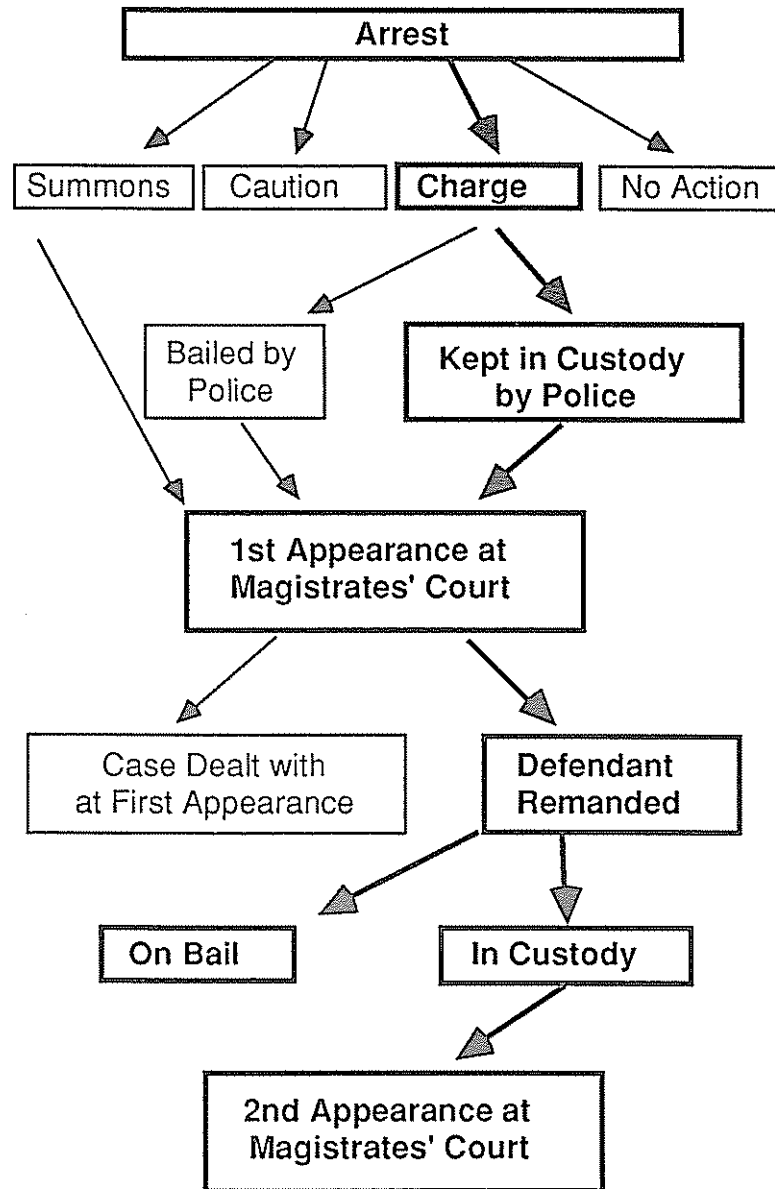 Arrest
Summons
Caution
Charge
No Action
Bailed by
Police
Kept in Custody
by Police
1st Appearance at
Magistrates' Court
Case Dealt with
at First Appearance
Defendant
Remanded
On Bail
In Custody
2nd Appearance at
Magistrates' Court